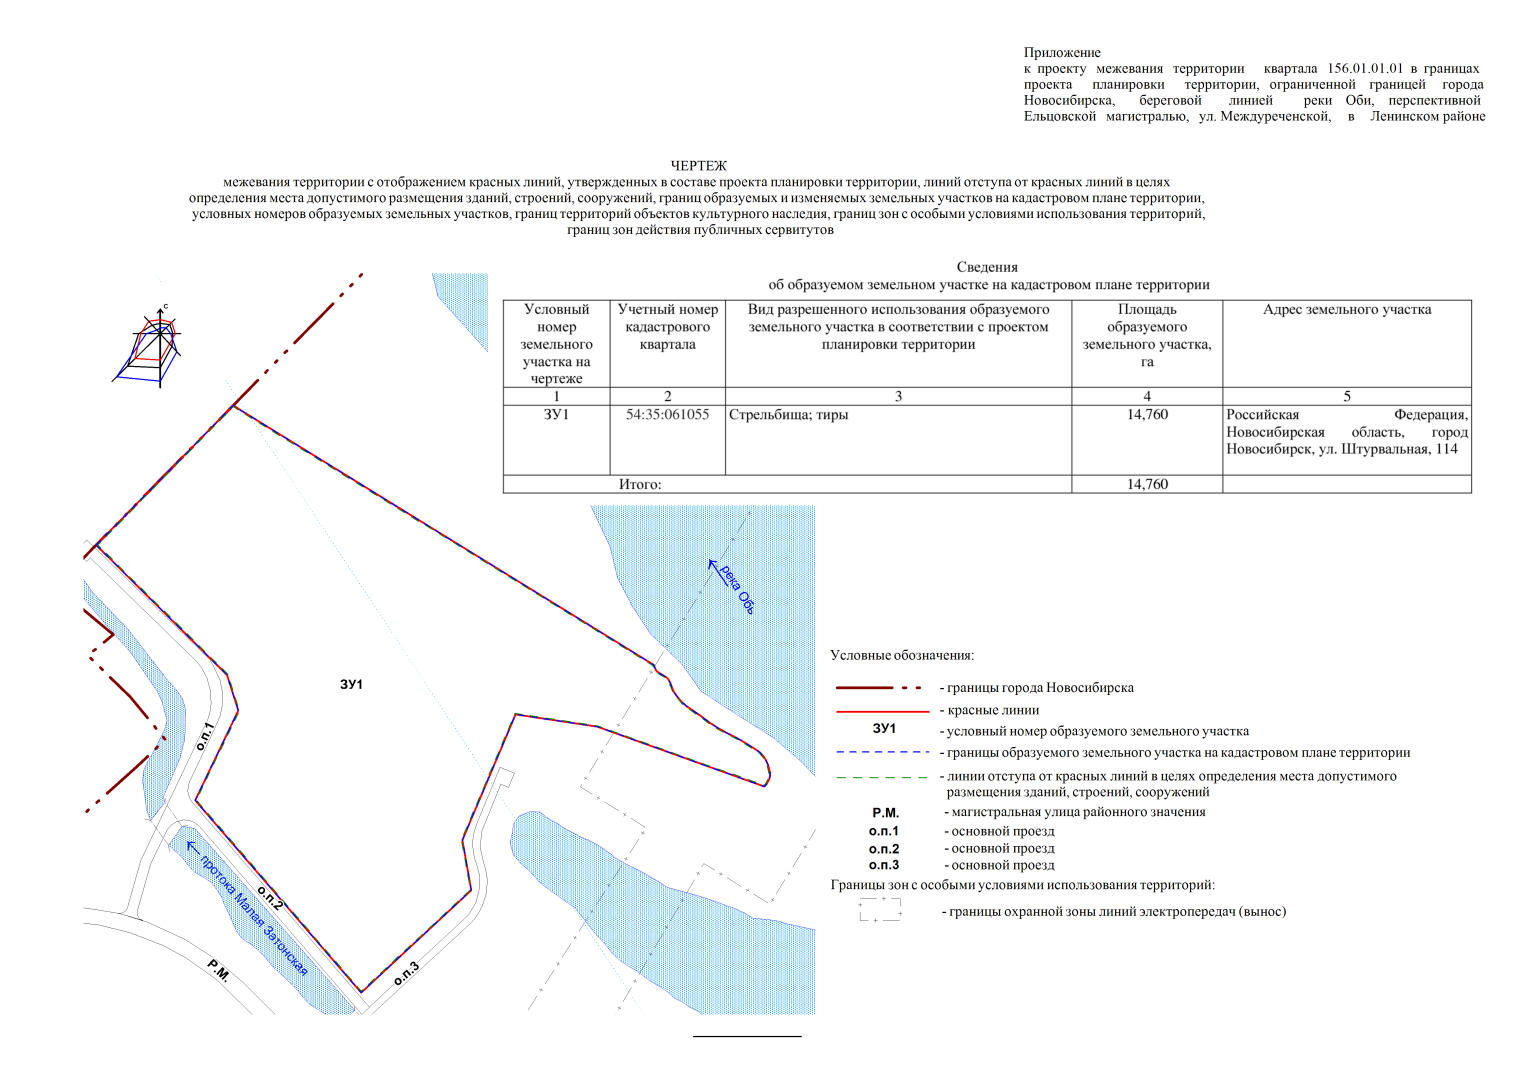 Приложение
к проекту межевания территории квартала 156.01.01.01 в границах
проекта планировки территории, ограниченной границей города
Новосибирска, береговой линией реки Оби, перспективной
Ельцовской магистралью, ул. Междуреченской, в Ленинском районе
ЧЕРТЕЖ
межевания территории с отображением красных линий, утвержденных в составе проекта планировки территории, линий отступа от красных линий в целях
определения места допустимого размещения зданий, строений, сооружений, границ образуемых и изменяемых земельных участков на кадастровом плане территории,
условных номеров образуемых земельных участков, границ территорий объектов культурного наследия, границ зон с особыми условиями использования территорий,
границ зон действия публичных сервитутов
Сведения
об образуемом земельном участке на кадастровом плане территории
Условный номер земельного участка на чертеже
Учетный номер кадастрового квартала
Вид разрешенного использования образуемого земельного участка в соответствии с проектом планировки территории
Площадь образуемого земельного участка, га
Адрес земельного участка
1 2 3 4 5
ЗУ1 54:35:061055 Стрельбища; тиры 14,760 Российская Федерация,
Новосибирская область, город
Новосибирск, ул. Штурвальная, 114
Итого: 14,760
с
река Обь
ЗУ1
о.п.1
о.п.2
протока Малая Затонская
о.п.3
Р.М.
Условные обозначения:
- границы города Новосибирска
- красные линии
ЗУ1 - условный номер образуемого земельного участка
- границы образуемого земельного участка на кадастровом плане территории
- линии отступа от красных линий в целях определения места допустимого
размещения зданий, строений, сооружений
Р.М. - магистральная улица районного значения
о.п.1 - основной проезд
о.п.2 - основной проезд
о.п.3 - основной проезд
Границы зон с особыми условиями использования территорий:
- границы охранной зоны линий электропередач (вынос)